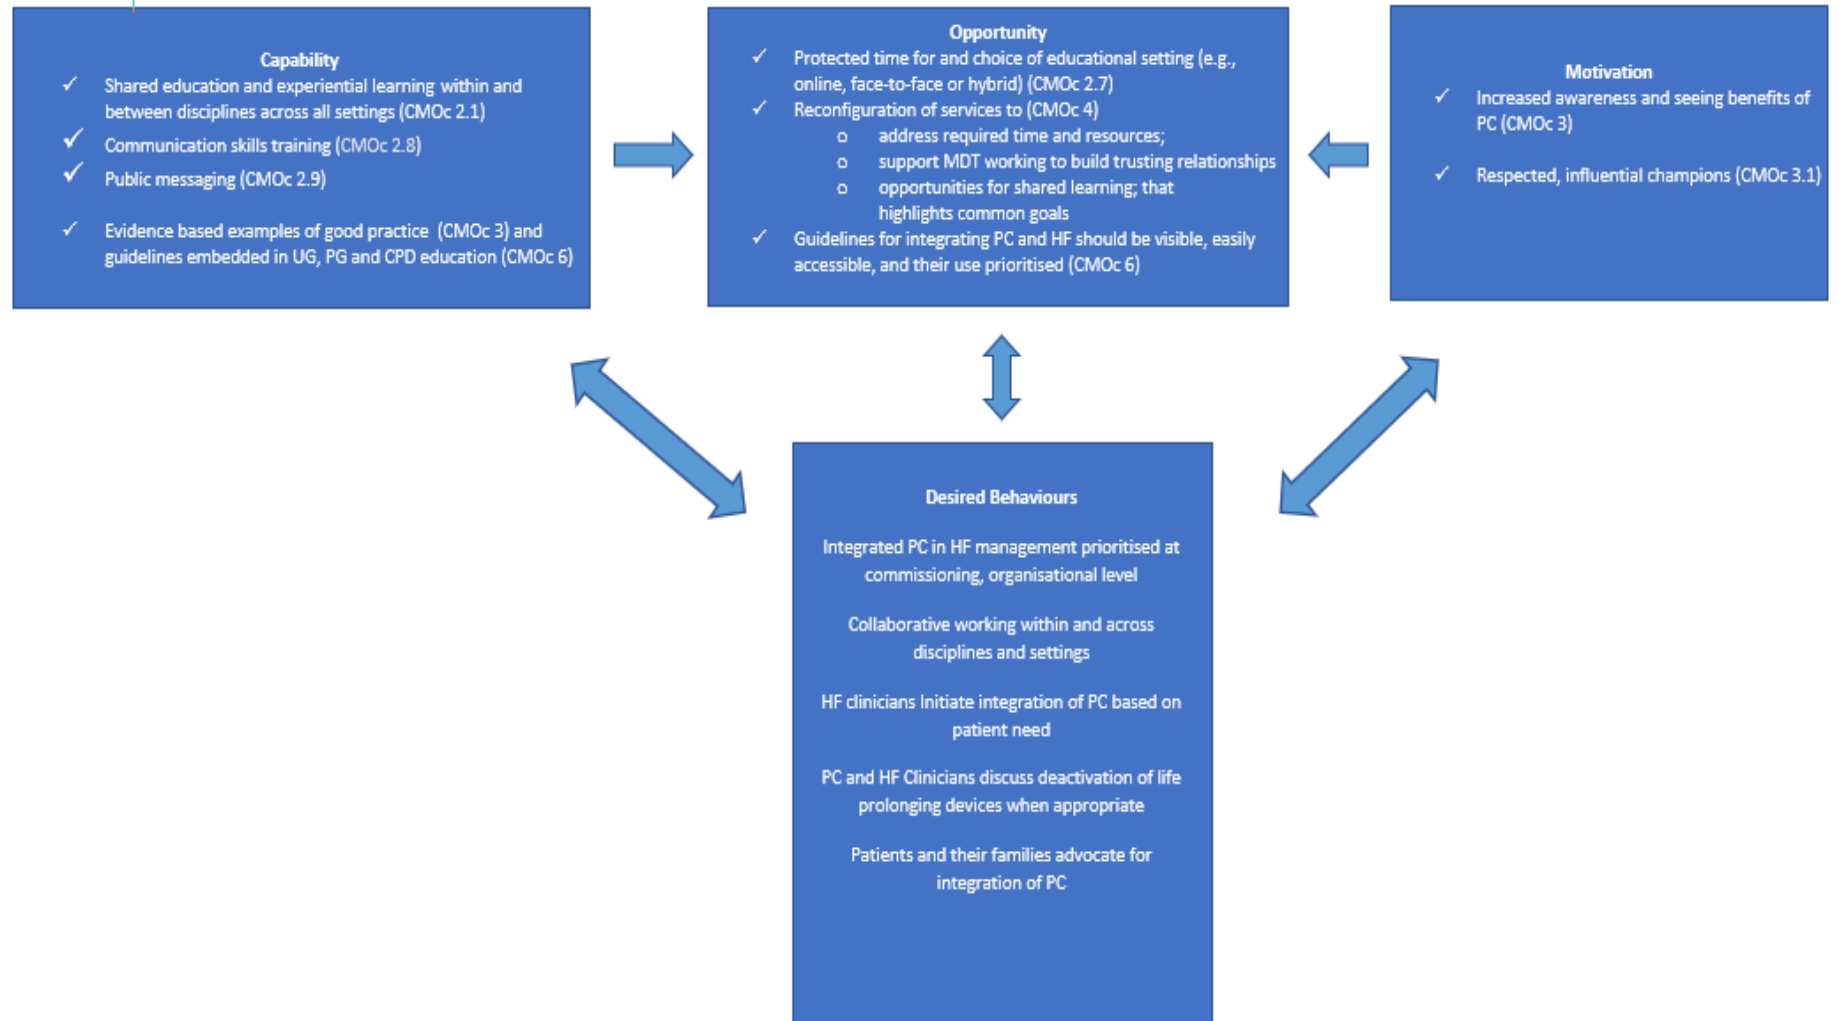 Capability
✓ Shared education and experiential learning within and
between disciplines across all settings (CMOc 2.1)
✓ Communication skills training (CMOc 2.8)
✓ Public messaging (CMOc 2.9)
✓ Evidence based examples of good practice (CMOc 3) and
guidelines embedded in UG, PG and CPD education (CMOc 6)
Opportunity
✓ Protected time for and choice of educational setting (e.g.,
online, face-to-face or hybrid) (CMOc 2.7)
✓ Reconfiguration of services to (CMOc 4)
o address required time and resources;
o support MDT working to build trusting relationships
o opportunities for shared learning; that
highlights common goals
✓ Guidelines for integrating PC and HF should be visible, easily
accessible, and their use prioritised (CMOc 6)
Motivation
✓ Increased awareness and seeing benefits of
PC (CMOc 3)
✓ Respected, influential champions (CMOc 3.1)
Desired Behaviours
Integrated PC in HF management prioritised at
commissioning, organisational level
Collaborative working within and across
disciplines and settings
HF clinicians Initiate integration of PC based on
patient need
PC and HF Clinicians discuss deactivation of life
prolonging devices when appropriate
Patients and their families advocate for
integration of PC